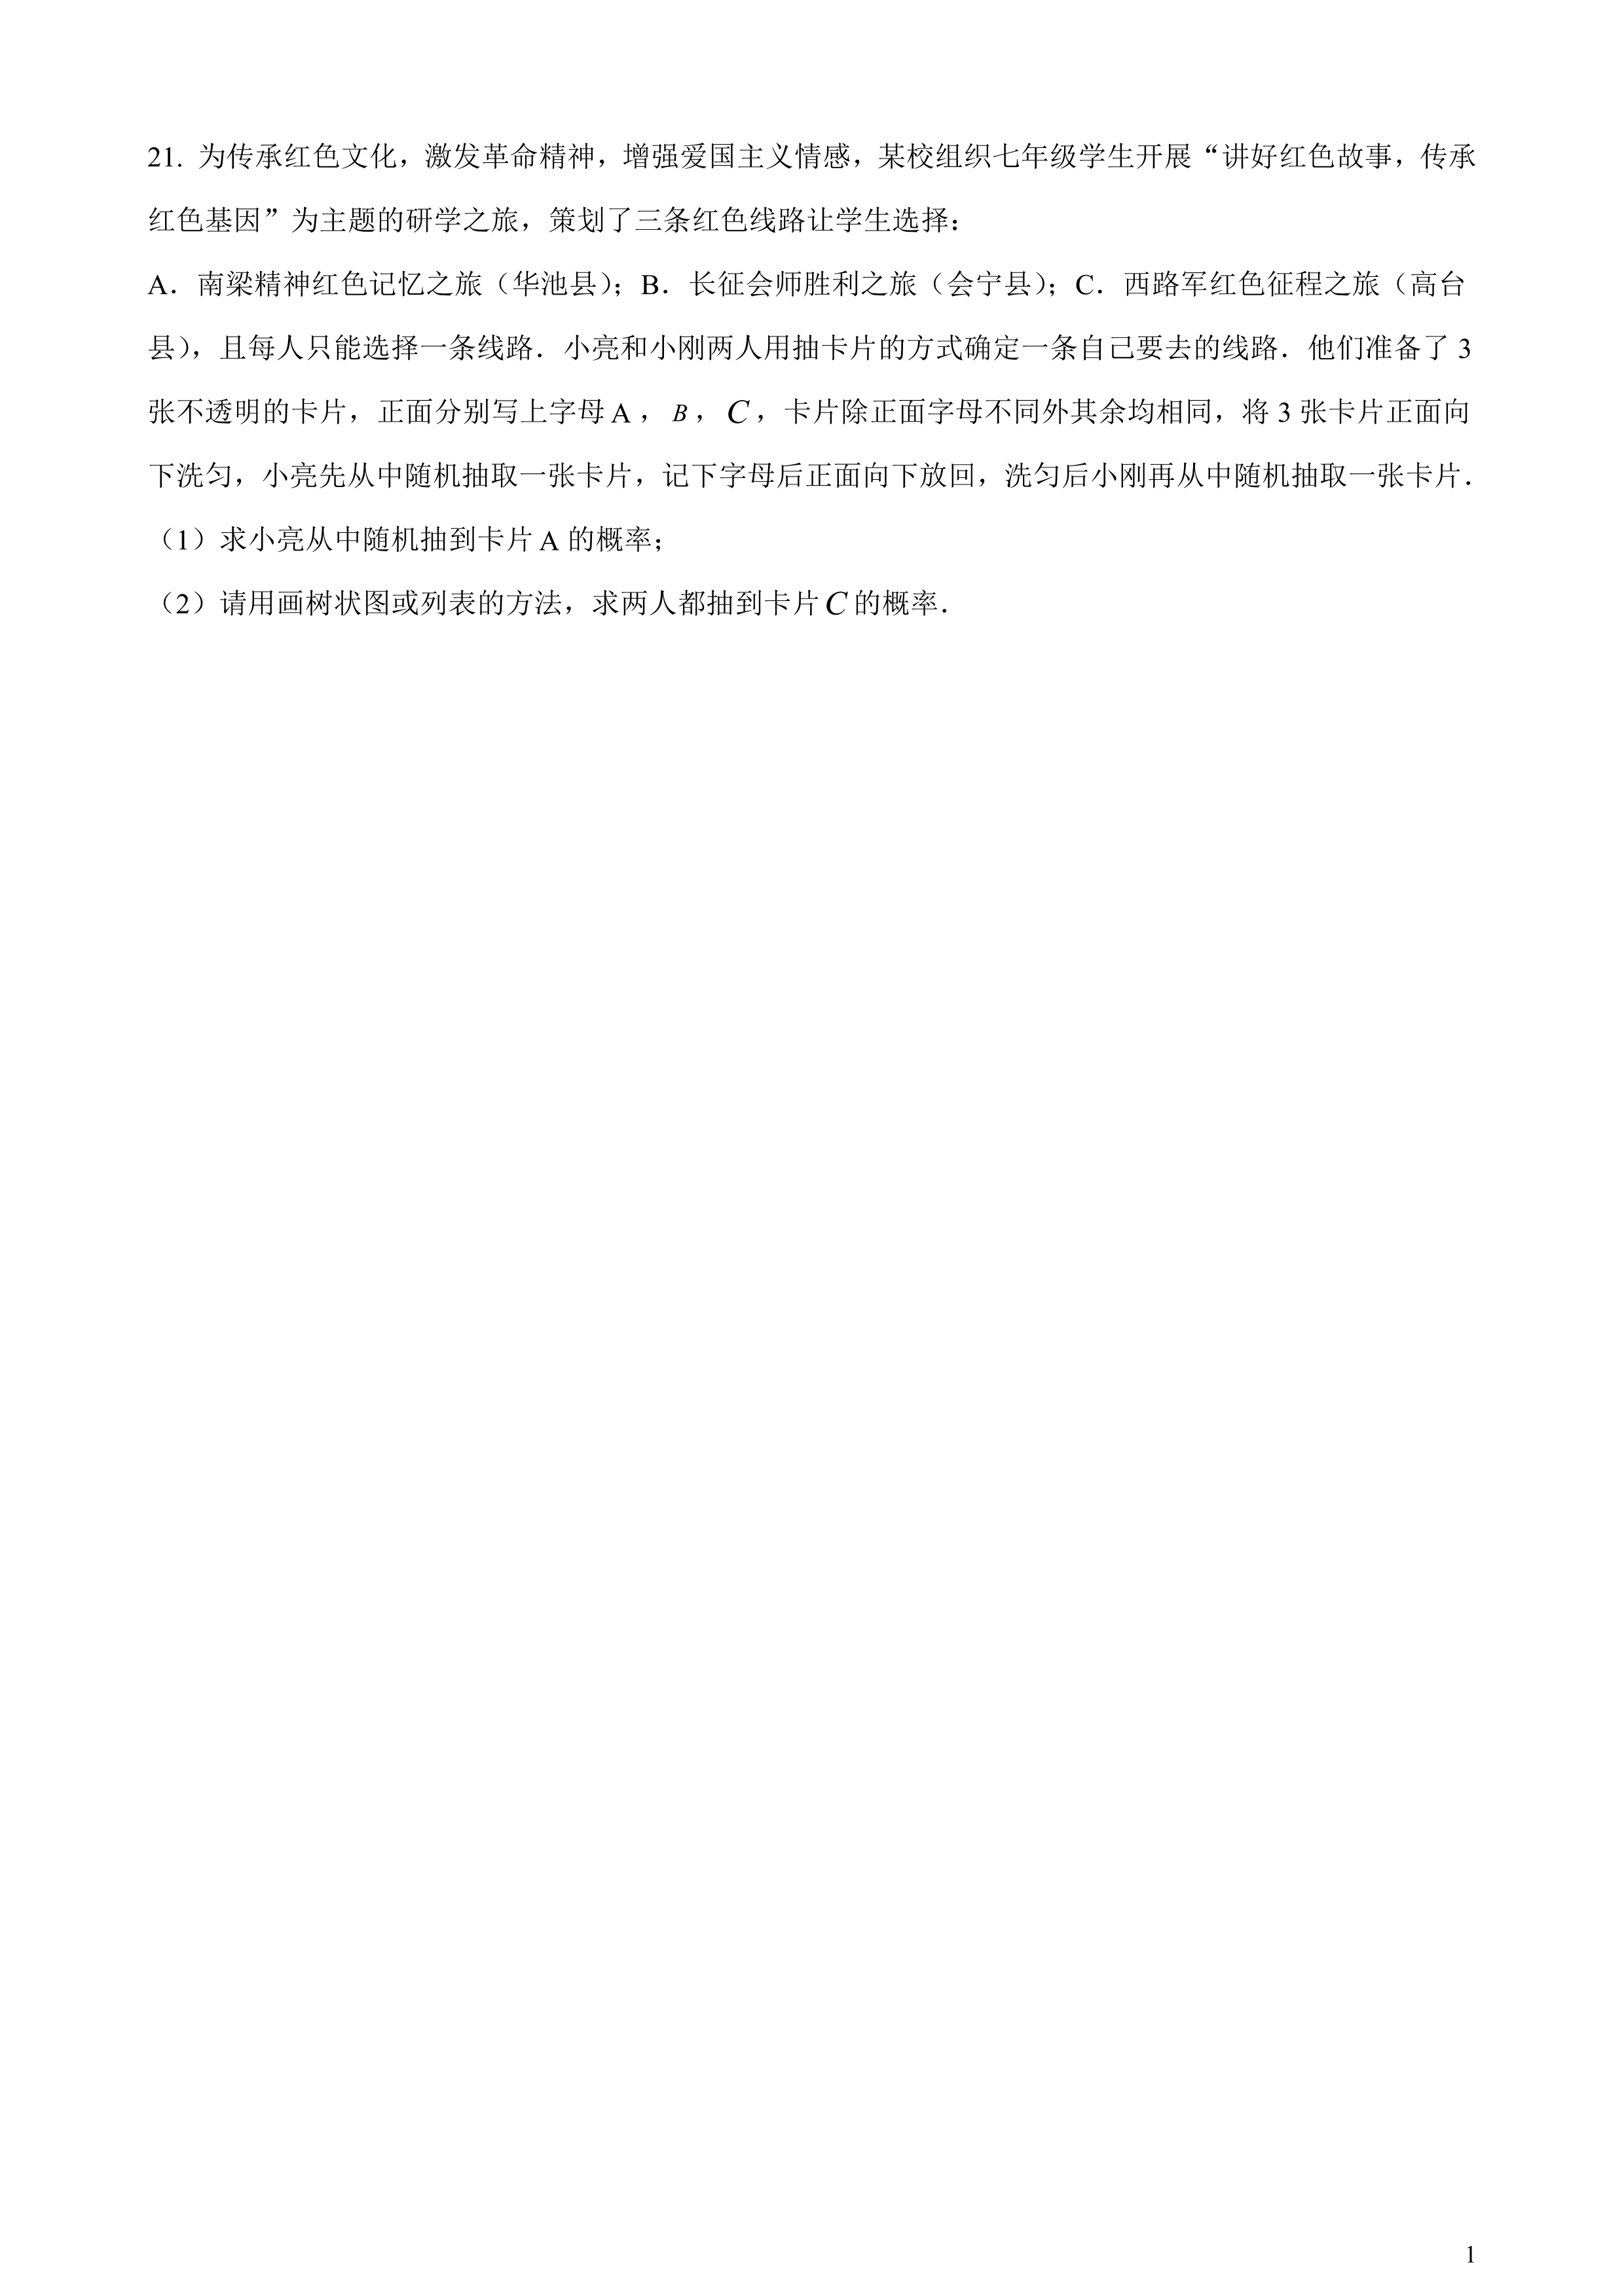 21. 为传承红色文化，激发革命精神，增强爱国主义情感，某校组织七年级学生开展“讲好红色故事，传承
红色基因”为主题的研学之旅，策划了三条红色线路让学生选择：
A．南梁精神红色记忆之旅（华池县）；B．长征会师胜利之旅（会宁县）；C．西路军红色征程之旅（高台
县），且每人只能选择一条线路．小亮和小刚两人用抽卡片的方式确定一条自己要去的线路．他们准备了 3
张不透明的卡片，正面分别写上字母 A ，B，C ，卡片除正面字母不同外其余均相同，将 3 张卡片正面向
下洗匀，小亮先从中随机抽取一张卡片，记下字母后正面向下放回，洗匀后小刚再从中随机抽取一张卡片．
（1）求小亮从中随机抽到卡片 A 的概率；
（2）请用画树状图或列表的方法，求两人都抽到卡片 C 的概率．
1